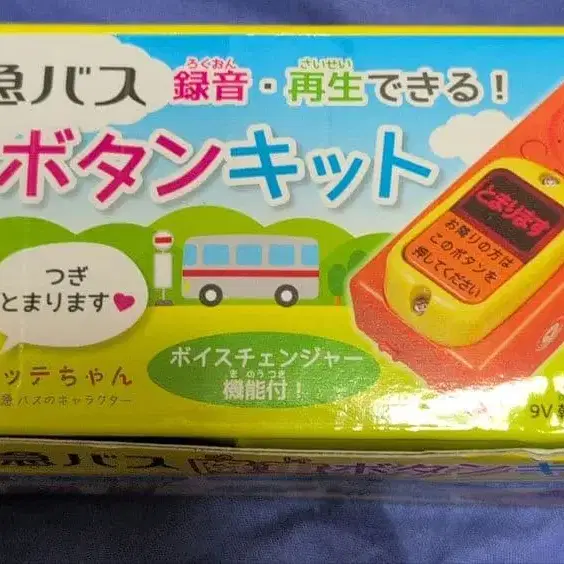 急バス 録音・再生できる!
ろくおん さいせい
ボタンキット
とまります
お降りの方は
このボタンを
押してください
つぎ
とまります
ボイスチェンジャー
機能付!
きのうつき
ッテちゃん
急バスのキャラクター
9V
急バス ボタンキ